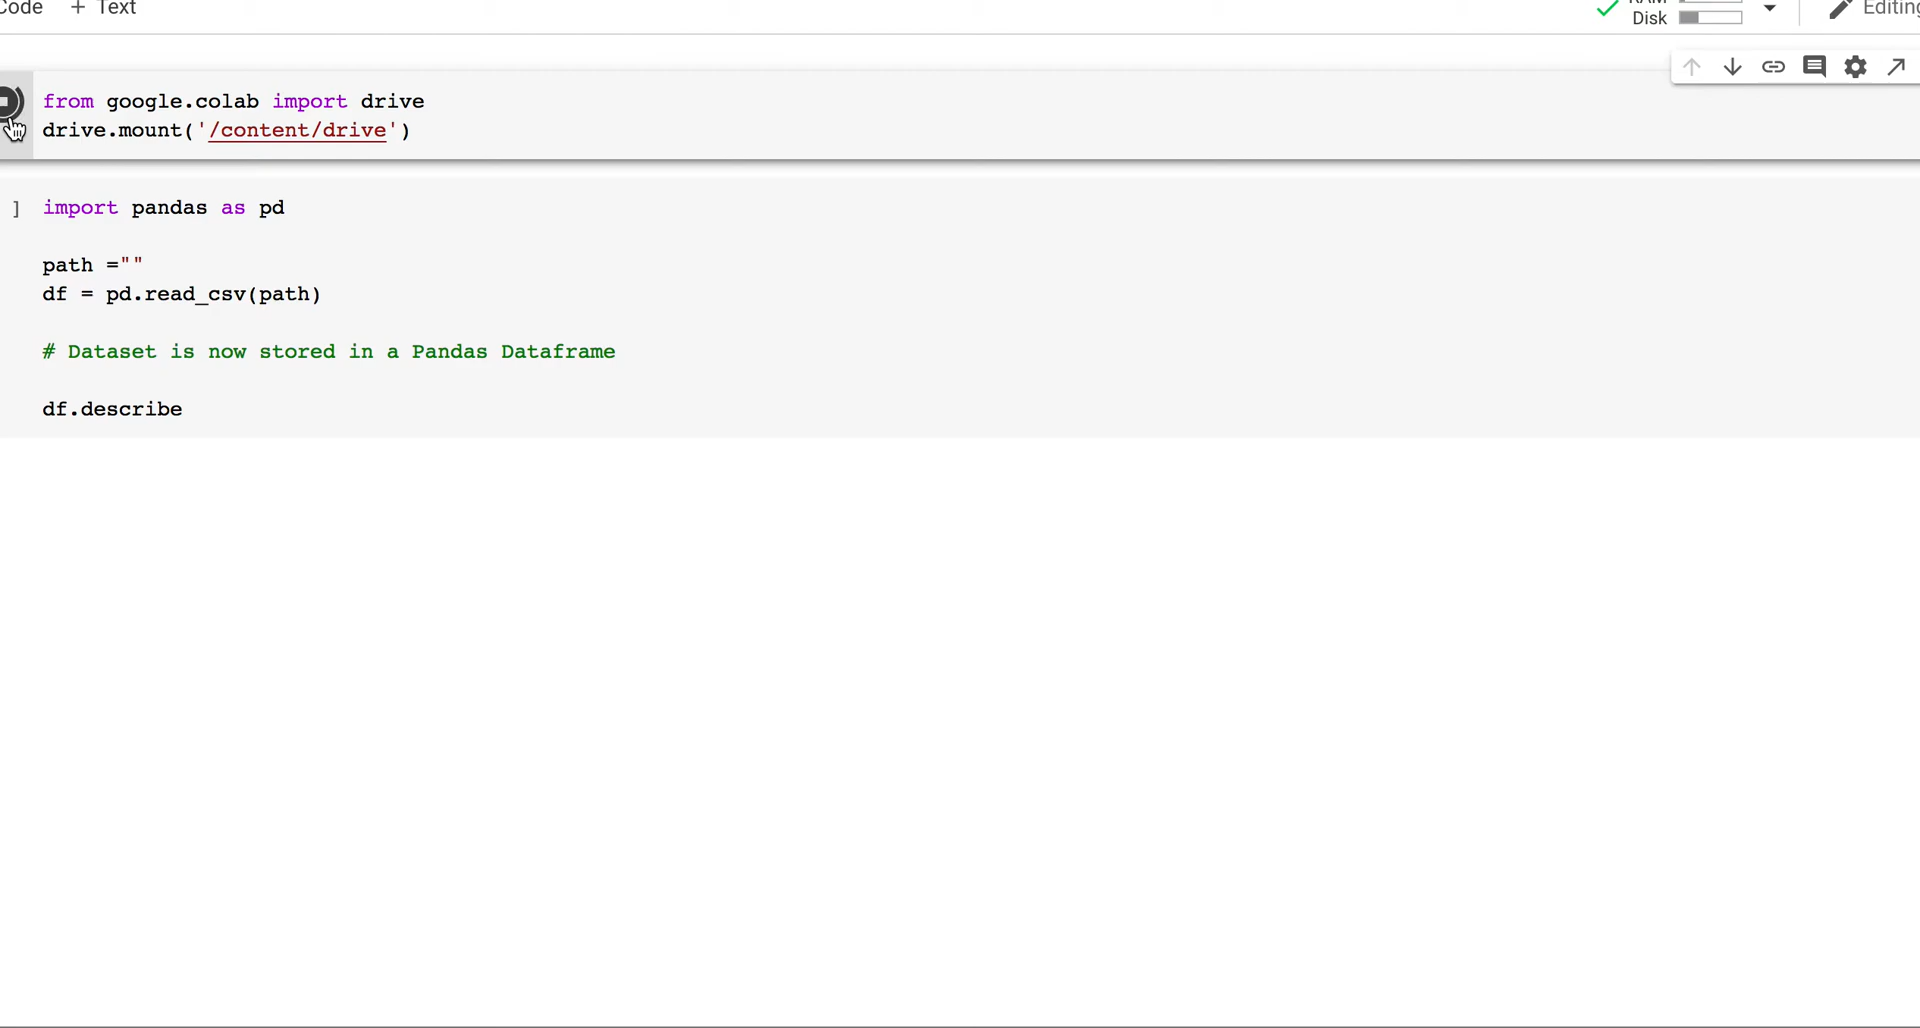 Code + Text
RAM
Disk
Editing
from google.colab import drive
drive.mount('/content/drive')
] import pandas as pd
path =""
df = pd.read_csv(path)
# Dataset is now stored in a Pandas Dataframe
df.describe